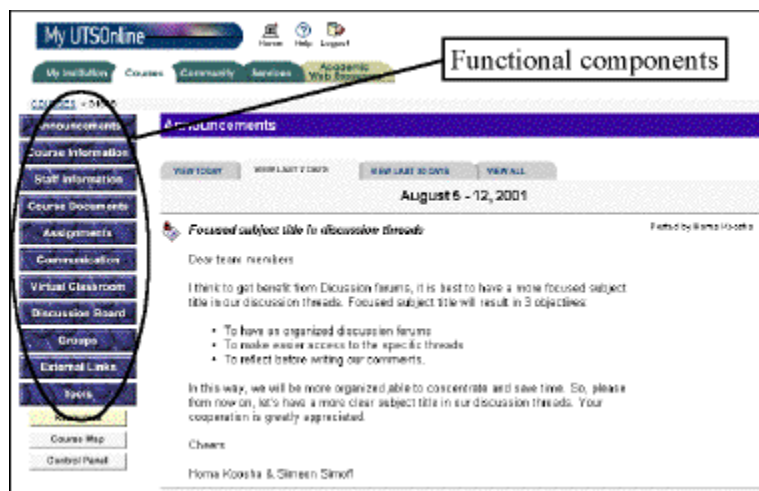 My UTSOnline
Home Help Logout
My Institution Courses Community Services Academic
Web Resources
Functional components
COURSES
Announcements
Course Information
Staff Information
Course Documents
Assignments
Communication
Virtual Classroom
Discussion Board
Groups
External Links
Tools
Course Map
Control Panel
Announcements
VIEW TODAY VIEW LAST 7 DAYS VIEW LAST 30 DAYS VIEW ALL
August 6 - 12, 2001
Focused subject title in discussion threads
Posted by Homa Koosha
Dear team members
I think to get benefit from Dicussion forums, it is best to have a more focused subject
title in our discussion threads. Focused subject title will result in 3 objectives:
• To have an organized discussion forums
• To make easier access to the specific threads
• To reflect before writing our comments.
In this way, we will be more organized,able to concentrate and save time. So, please
from now on, let's have a more clear subject title in our discussion threads. Your
cooperation is greatly appreciated.
Cheers
Homa Koosha & Simeen Simoff